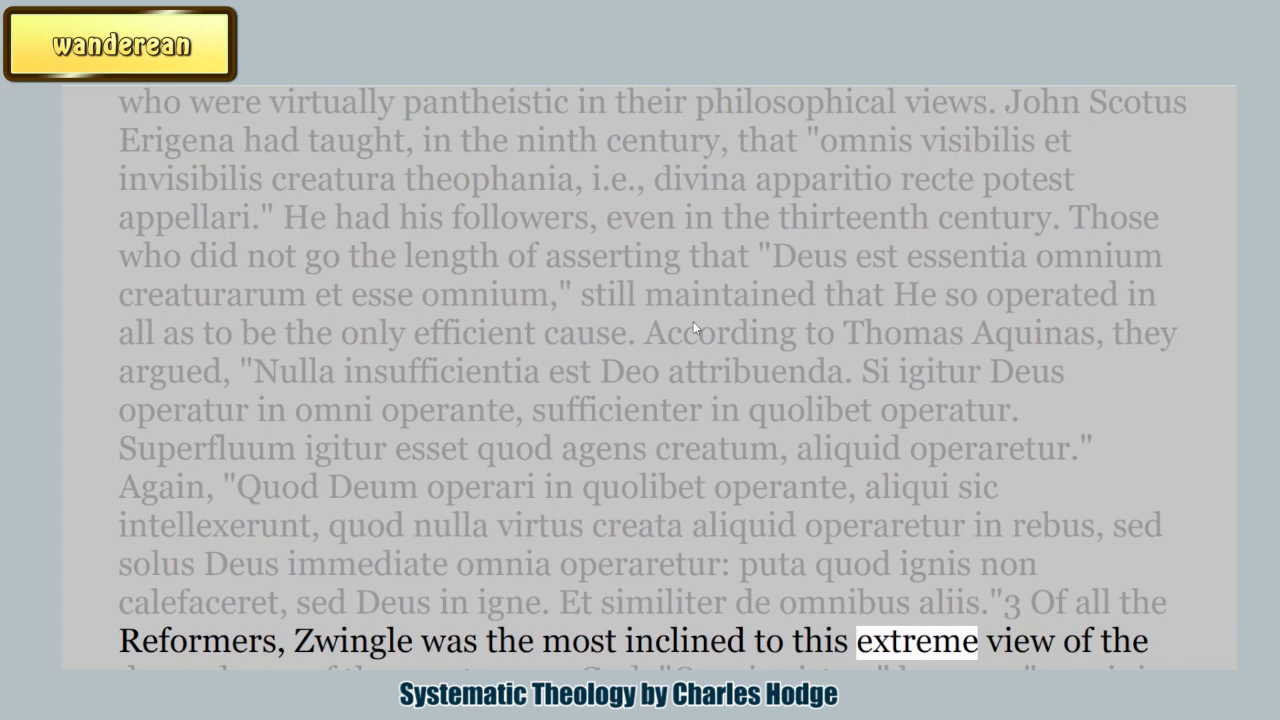 wanderean
who were virtually pantheistic in their philosophical views. John Scotus
Erigena had taught, in the ninth century, that "omnis visibilis et
invisibilis creatura theophania, i.e., divina apparitio recte potest
appellari." He had his followers, even in the thirteenth century. Those
who did not go the length of asserting that "Deus est essentia omnium
creaturarum et esse omnium," still maintained that He so operated in
all as to be the only efficient cause. According to Thomas Aquinas, they
argued, "Nulla insufficientia est Deo attribuenda. Si igitur Deus
operatur in omni operante, sufficienter in quolibet operatur.
Superfluum igitur esset quod agens creatum, aliquid operaretur."
Again, "Quod Deum operari in quolibet operante, aliqui sic
intellexerunt, quod nulla virtus creata aliquid operaretur in rebus, sed
solus Deus immediate omnia operaretur: puta quod ignis non
calefaceret, sed Deus in igne. Et similiter de omnibus aliis."3 Of all the
Reformers, Zwingle was the most inclined to this extreme view of the
Systematic Theology by Charles Hodge